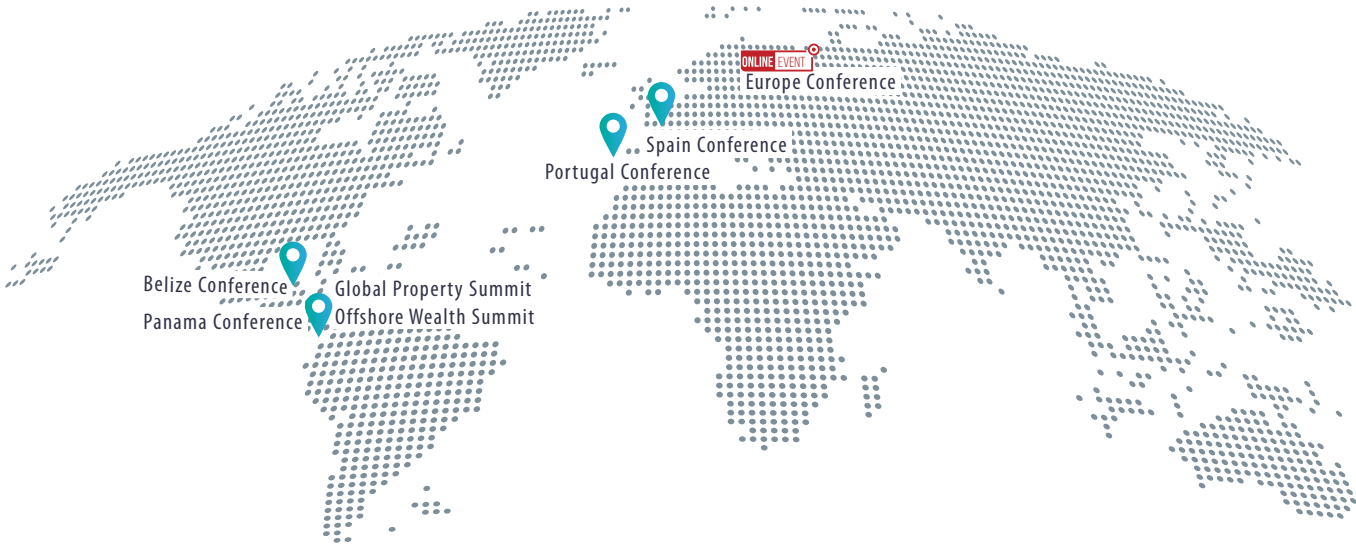 ONLINE EVENT
Europe Conference
Spain Conference
Portugal Conference
Belize Conference
Global Property Summit
Panama Conference
Offshore Wealth Summit